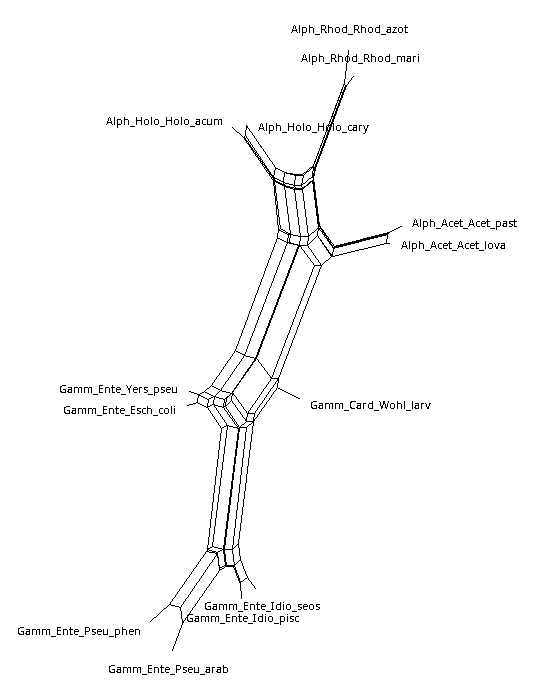 Alph_Rhod_Rhod_azot
Alph_Rhod_Rhod_mari
Alph_Holo_Holo_acum
Alph_Holo_Holo_cary
Alph_Acet_Acet_past
Alph_Acet_Acet_lova
Gamm_Ente_Yers_pseu
Gamm_Ente_Esch_coli
Gamm_Card_Wohl_larv
Gamm_Ente_Idio_seos
Gamm_Ente_Idio_pisc
Gamm_Ente_Pseu_phen
Gamm_Ente_Pseu_arab